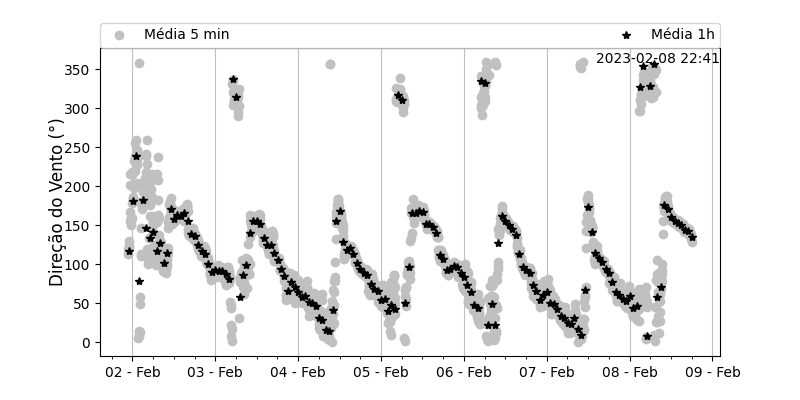 Média 5 min
Média 1h
2023-02-08 22:41
Direção do Vento (°)
350
300
250
200
150
100
50
0
02 - Feb
03 - Feb
04 - Feb
05 - Feb
06 - Feb
07 - Feb
08 - Feb
09 - Feb